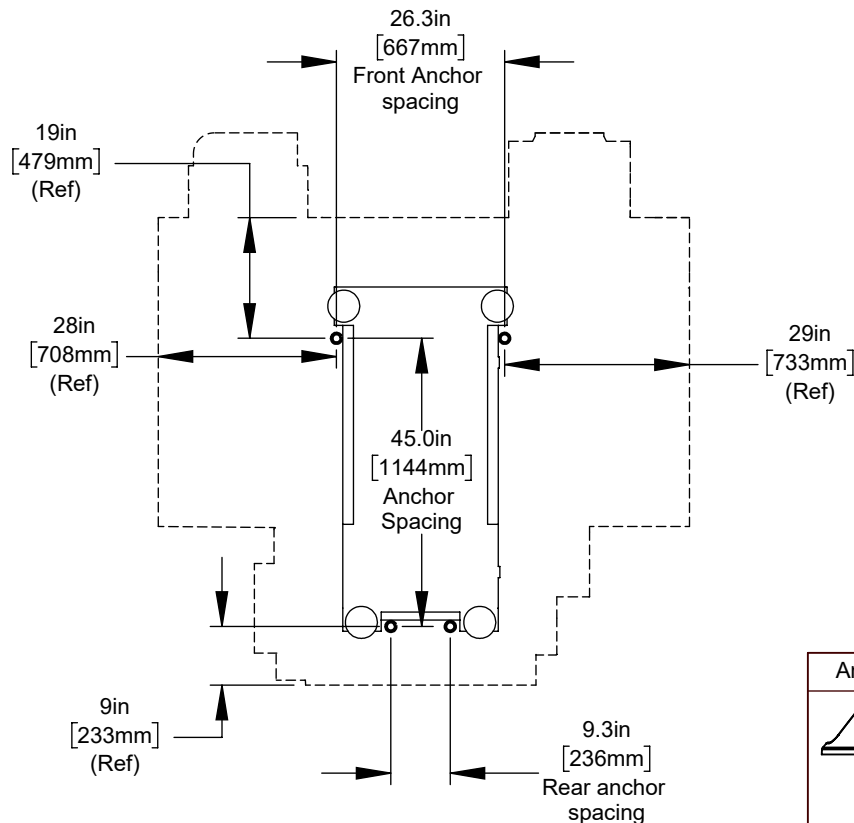 26.3in
[667mm]
Front Anchor
spacing
19in
[479mm]
(Ref)
28in
[708mm]
(Ref)
29in
[733mm]
(Ref)
45.0in
[1144mm]
Anchor
Spacing
9in
[233mm]
(Ref)
9.3in
[236mm]
Rear anchor
spacing